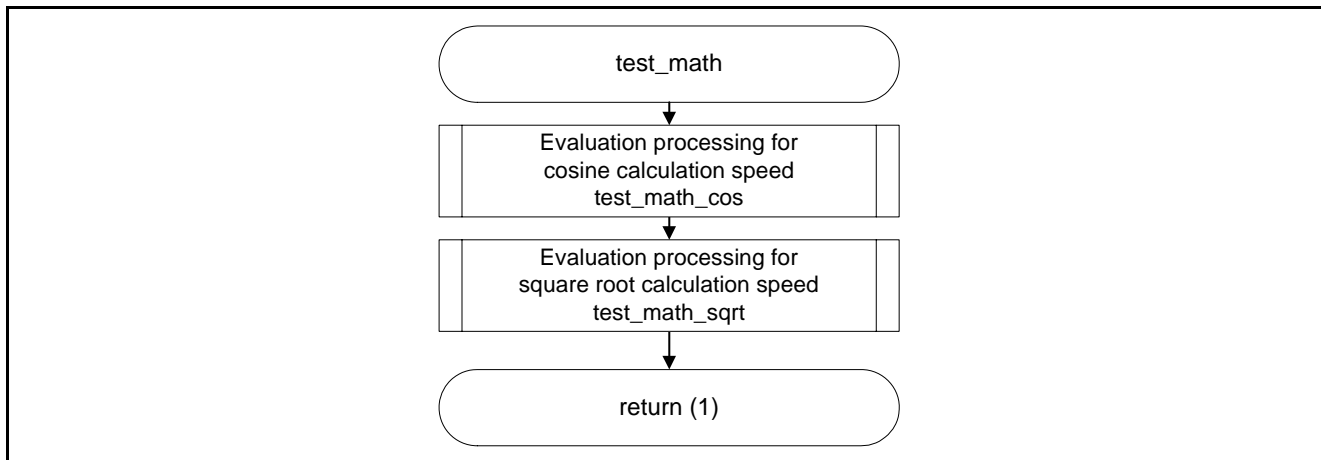 test_math
Evaluation processing for
cosine calculation speed
test_math_cos
Evaluation processing for
square root calculation speed
test_math_sqrt
return (1)